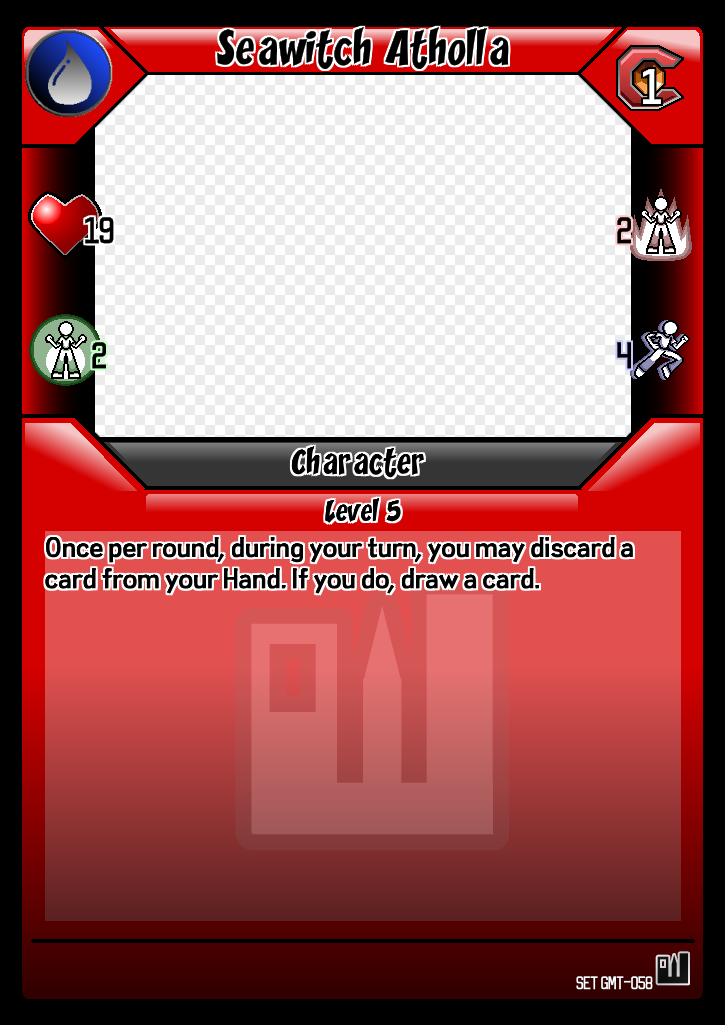 Seawitch Atholla
1
19
2
2
4
Character
Level 5
Once per round, during your turn, you may discard a
card from your Hand. If you do, draw a card.
SET GMT-058